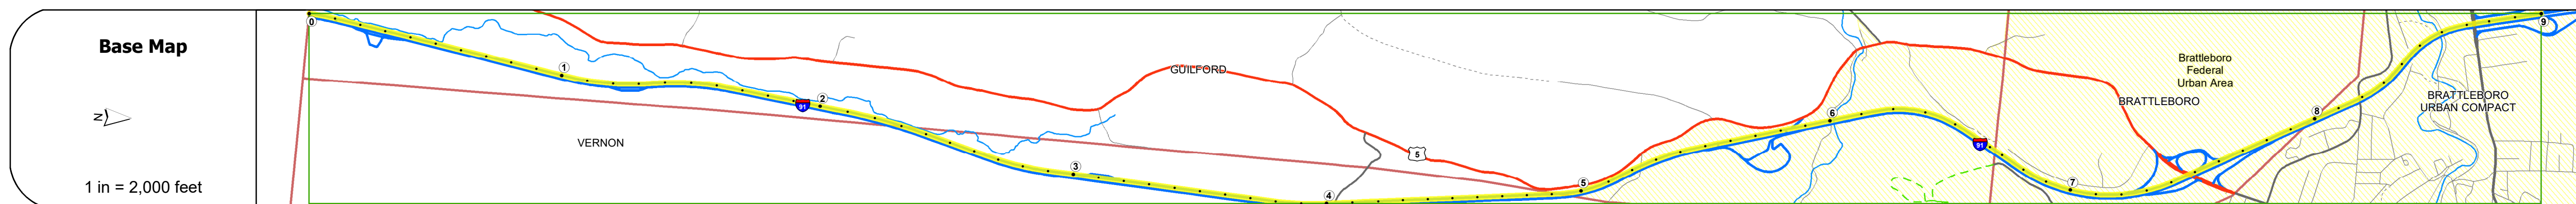 Base Map
N
1 in = 2,000 feet
0
1
VERNON
91
2
3
GUILFORD
4
5
5
6
91
7
BRATTLEBORO
Brattleboro
Federal
Urban Area
8
BRATTLEBORO
URBAN COMPACT
9